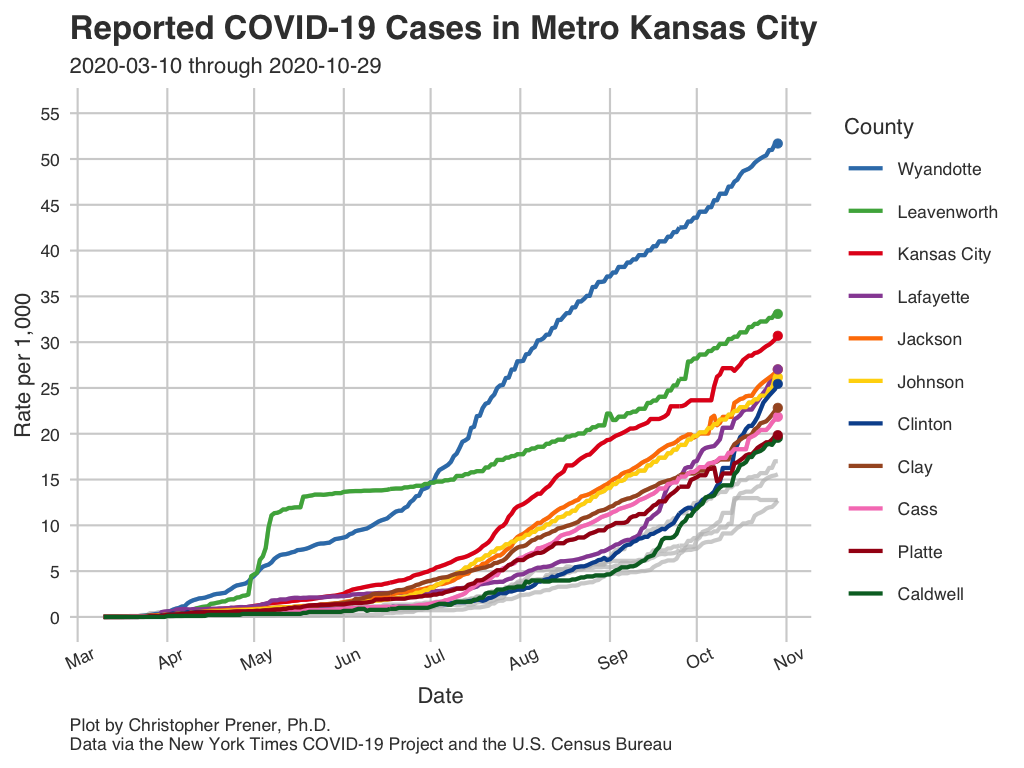 Reported COVID-19 Cases in Metro Kansas City
2020-03-10 through 2020-10-29
55
50
45
40
35
30
25
20
15
10
5
0
Rate per 1,000
Mar
Apr
May
Jun
Jul
Aug
Sep
Oct
Nov
Date
County
Wyandotte
Leavenworth
Kansas City
Lafayette
Jackson
Johnson
Clinton
Clay
Cass
Platte
Caldwell
Plot by Christopher Prener, Ph.D.
Data via the New York Times COVID-19 Project and the U.S. Census Bureau